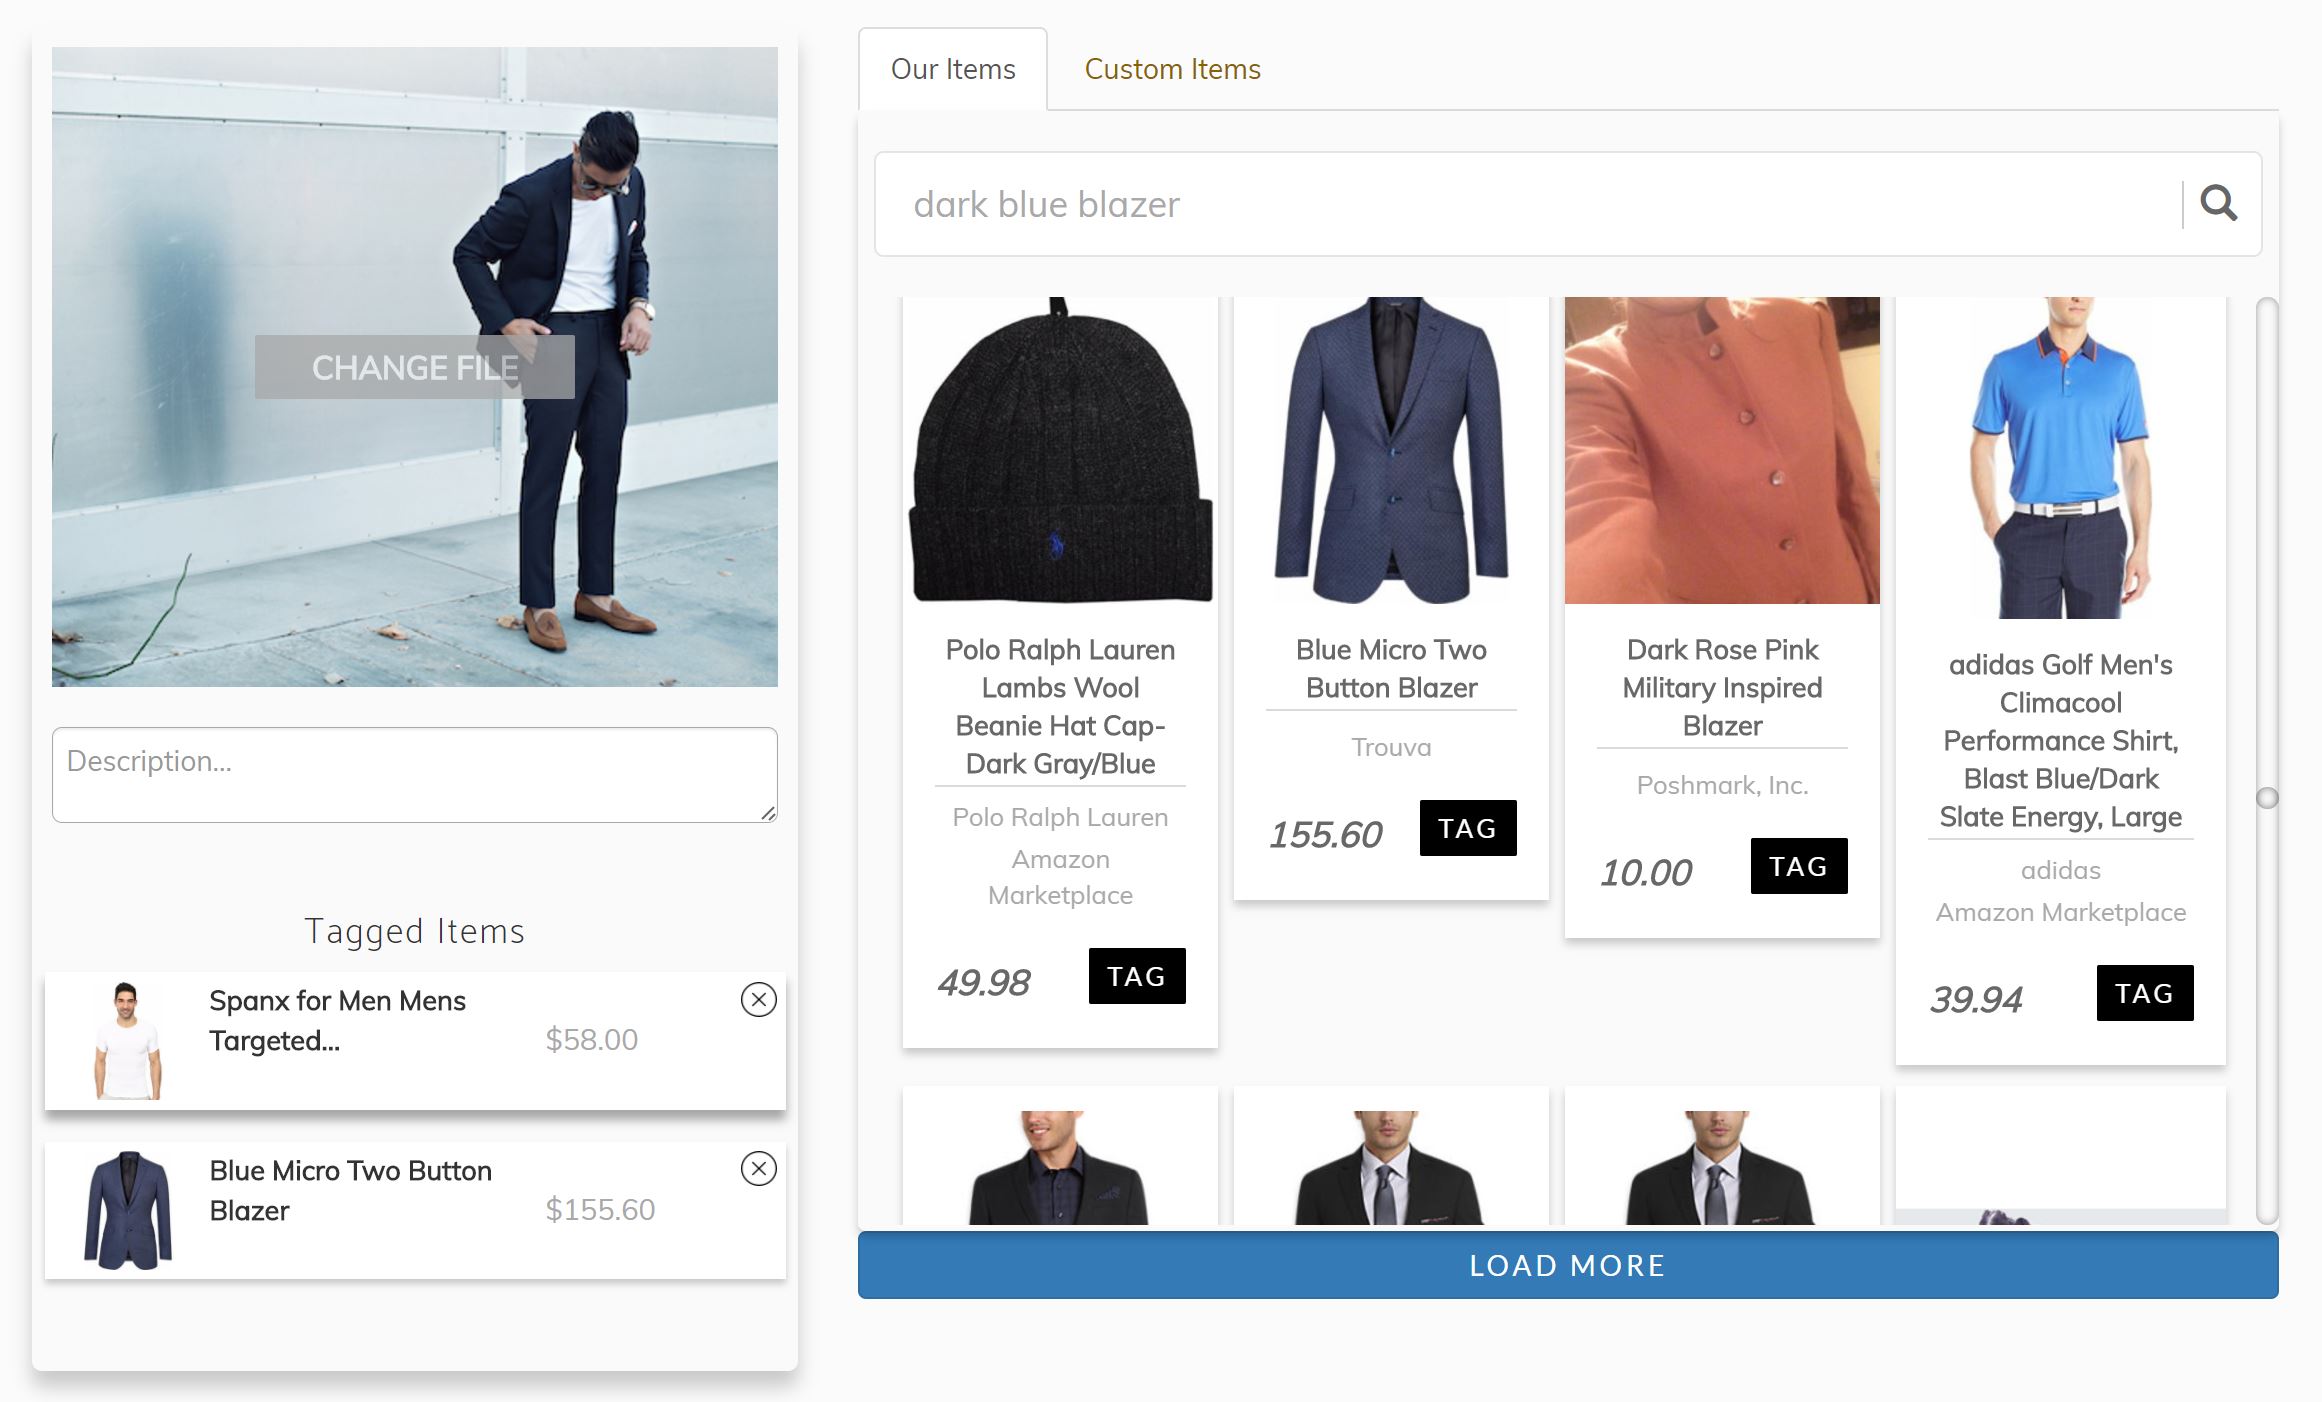 CHANGE FILE
Description...
Tagged Items
Spanx for Men Mens
Targeted...
$58.00
Blue Micro Two Button
Blazer
$155.60
Our Items
Custom Items
dark blue blazer
Polo Ralph Lauren
Lambs Wool
Beanie Hat Cap-
Dark Gray/Blue
Polo Ralph Lauren
Amazon
Marketplace
49.98
TAG
Blue Micro Two
Button Blazer
Trouva
155.60
TAG
Dark Rose Pink
Military Inspired
Blazer
Poshmark, Inc.
10.00
TAG
adidas Golf Men's
Climacool
Performance Shirt,
Blast Blue/Dark
Slate Energy, Large
adidas
Amazon Marketplace
39.94
TAG
LOAD MORE